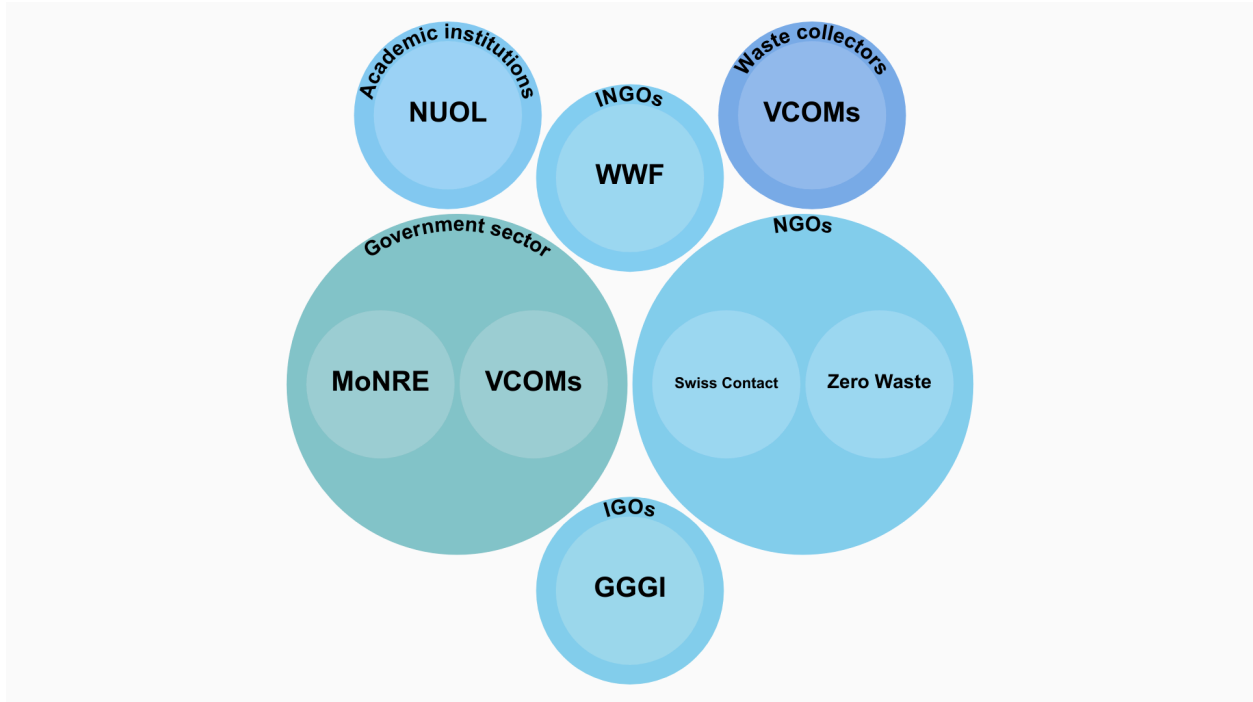 Academic institutions
NUOL
INGOs
WWF
Waste collectors
VCOMs
Government sector
MoNRE
VCOMs
NGOs
Swiss Contact
Zero Waste
IGOs
GGGI